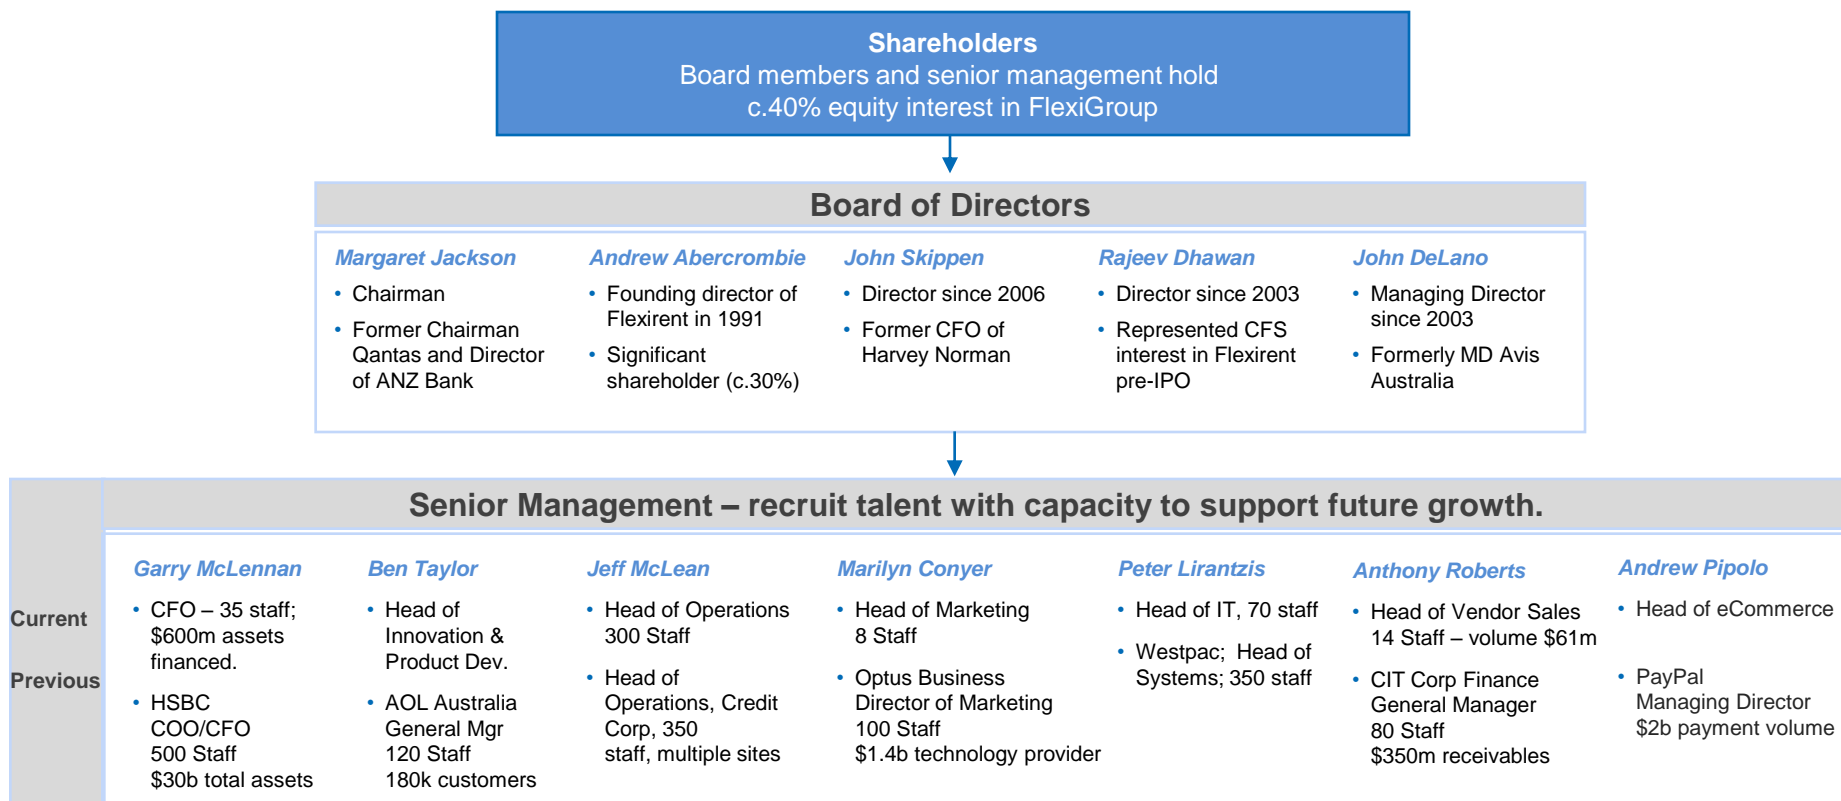 Shareholders
Board members and senior management hold
c.40% equity interest in FlexiGroup
Board of Directors
Margaret Jackson
• Chairman
• Former Chairman
Qantas and Director
of ANZ Bank
Andrew Abercrombie
• Founding director of
Flexirent in 1991
• Significant
shareholder (c.30%)
John Skippen
• Director since 2006
• Former CFO of
Harvey Norman
Rajeev Dhawan
• Director since 2003
• Represented CFS
interest in Flexirent
pre-IPO
John DeLano
• Managing Director
since 2003
• Formerly MD Avis
Australia
Senior Management – recruit talent with capacity to support future growth.
Current
Previous
Garry McLennan
• CFO – 35 staff;
$600m assets
financed.
• HSBC
COO/CFO
500 Staff
$30b total assets
Ben Taylor
• Head of
Innovation &
Product Dev.
• AOL Australia
General Mgr
120 Staff
180k customers
Jeff McLean
• Head of Operations
300 Staff
• Head of
Operations, Credit
Corp, 350
staff, multiple sites
Marilyn Conyer
• Head of Marketing
8 Staff
• Optus Business
Director of Marketing
100 Staff
$1.4b technology provider
Peter Lirantzis
• Head of IT, 70 staff
• Westpac; Head of
Systems; 350 staff
Anthony Roberts
• Head of Vendor Sales
14 Staff – volume $61m
• CIT Corp Finance
General Manager
80 Staff
$350m receivables
Andrew Pipolo
• Head of eCommerce
• PayPal
Managing Director
$2b payment volume